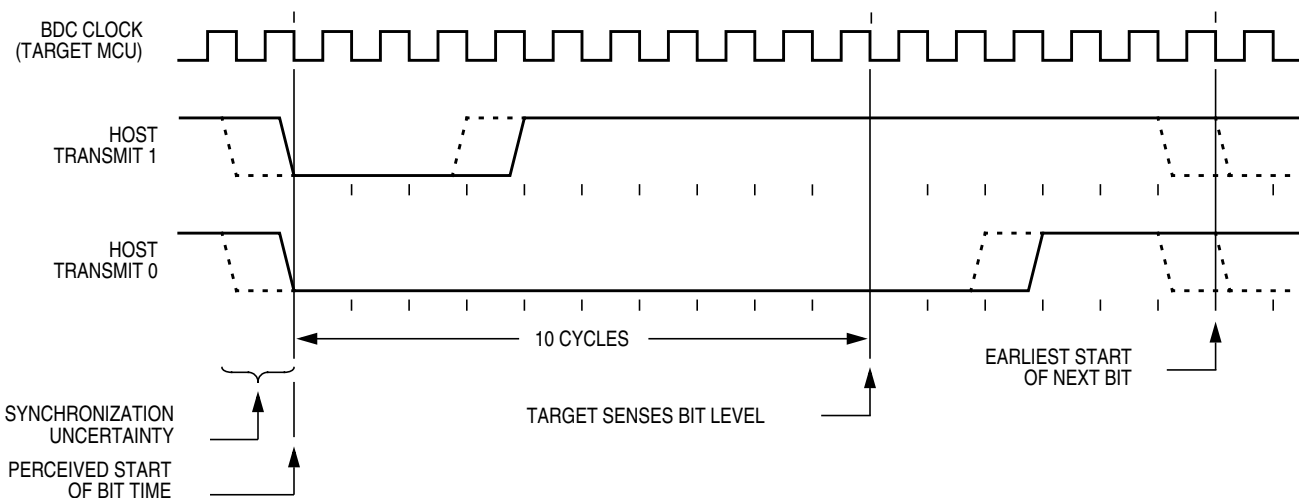 BDC CLOCK
(TARGET MCU)
HOST
TRANSMIT 1
HOST
TRANSMIT 0
10 CYCLES
EARLIEST START
OF NEXT BIT
TARGET SENSES BIT LEVEL
SYNCHRONIZATION
UNCERTAINTY
PERCEIVED START
OF BIT TIME